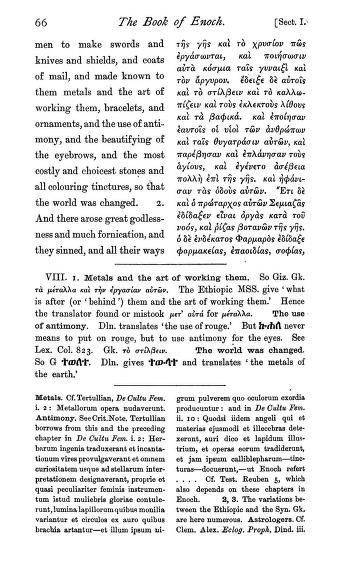 66
The Book of Enoch.
[Sect. I.
men to make swords and
knives and shields, and coats
of mail, and made known to
them metals and the art of
working them, bracelets, and
ornaments, and the use of anti-
mony, and the beautifying of
the eyebrows, and the most
costly and choicest stones and
all colouring tinctures, so that
the world was changed. 2.
And there arose great godless-
ness and much fornication, and
they sinned, and all their ways
τῆς γῆς καὶ τὸ χρυσίον πῶς
ἐργάσωνται, καὶ ποιήσωσιν
αὐτὰ κόσμια ταῖς γυναιξὶ καὶ
τὸν ἄργυρον. ἔδειξε δὲ αὐτοῖς
καὶ τὸ στίλβειν καὶ τὸ καλλω-
πίζειν καὶ τοὺς ἐκλεκτοὺς λίθους
καὶ τὰ βαφικά. καὶ ἐποίησαν
ἑαυτοῖς οἱ υἱοὶ τῶν ἀνθρώπων
καὶ ταῖς θυγατράσιν αὐτῶν, καὶ
παρέβησαν καὶ ἐπλάνησαν τοὺς
ἁγίους, καὶ ἐγένετο ἀσέβεια
πολλὴ ἐπὶ τῆς γῆς. καὶ ἠφάνι-
σαν τὰς ὁδοὺς αὐτῶν. Ἔτι δὲ
καὶ ὁ πρώταρχος αὐτῶν Σεμιαζᾶς
ἐδίδαξεν εἶναι ὀργὰς κατὰ τοῦ
νοός, καὶ ῥίζας βοτανῶν τῆς γῆς.
ὁ δὲ ἑνδέκατος Φαρμαρὸς ἐδίδαξε
φαρμακείας, ἐπαοιδίας, σοφίας,
VIII. 1. Metals and the art of working them. So Giz. Gk.
τὰ μέταλλα καὶ τὴν ἐργασίαν αὐτῶν. The Ethiopic MSS. give 'what
is after (or 'behind') them and the art of working them.' Hence
the translator found or mistook μετ' αὐτά for μέταλλα. The use
of antimony. Dln. translates 'the use of rouge.' But never
means to put on rouge, but to use antimony for the eyes. See
Lex. Col. 823. Gk. τὸ στίλβειν. The world was changed.
So G Dln. gives and translates 'the metals of
the earth.'
Metals. Cf. Tertullian, De Cultu Fem.
i. 2: Metallorum opera nudaverunt.
Antimony. See Crit. Note. Tertullian
borrows from this and the preceding
chapter in De Cultu Fem. i. 2: Her-
barum ingenia traduxerant et incanta-
tionum vires provulgaverant et omnem
curiositatem usque ad stellarum inter-
pretationem designaverant, proprie et
quasi peculiariter feminis instrumen-
tum istud muliebris gloriae contule-
runt, lumina lapillorum quibus monilia
variantur et circulos ex auro quibus
brachia artantur—et illum ipsum ni-
grum pulverem quo oculorum exordia
producuntur: and in De Cultu Fem.
ii. 10: Quodsi iidem angeli qui et
materias ejusmodi et illecebras dete-
xerunt, auri dico et lapidum illus-
trium, et operas eorum tradiderunt,
et jam ipsum calliblepharum—tinc-
turas—docuerunt,—ut Enoch refert
. . . . Cf. Test. Reuben 5, which
also depends on these chapters in
Enoch. 2, 3. The variations be-
tween the Ethiopic and the Syn. Gk.
are here numerous. Astrologers. Cf.
Clem. Alex. Eclog. Proph. Dind. iii.